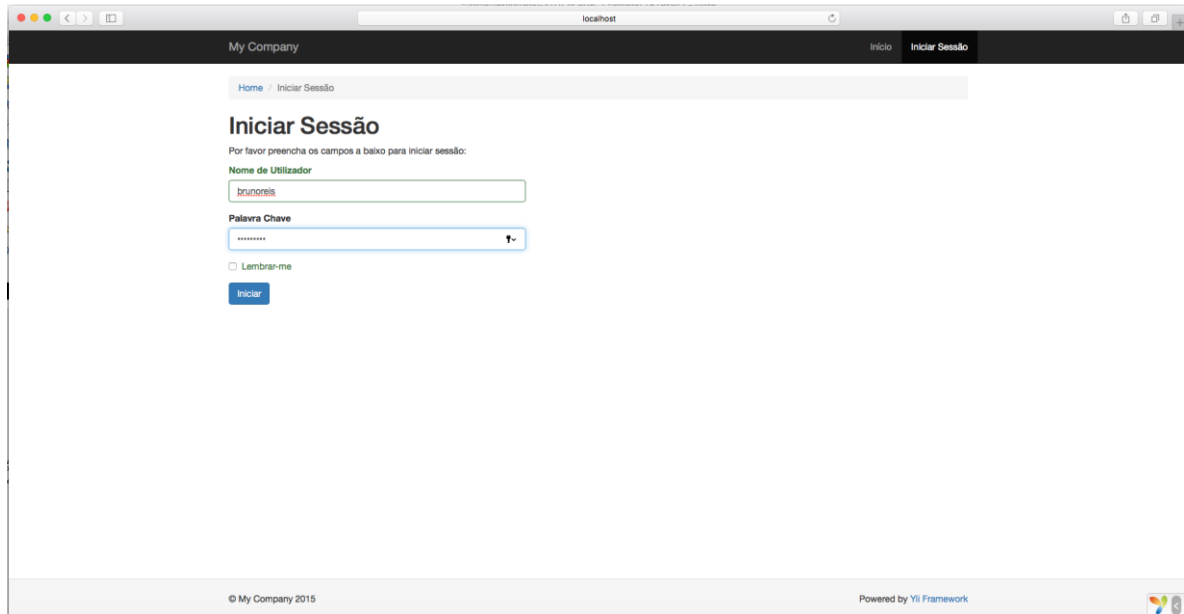 localhost
My Company
Início
Iniciar Sessão
Home / Iniciar Sessão
Iniciar Sessão
Por favor preencha os campos a baixo para iniciar sessão:
Nome de Utilizador
brunoreis
Palavra Chave
•••••••••
Lembrar-me
Iniciar
© My Company 2015
Powered by Yii Framework